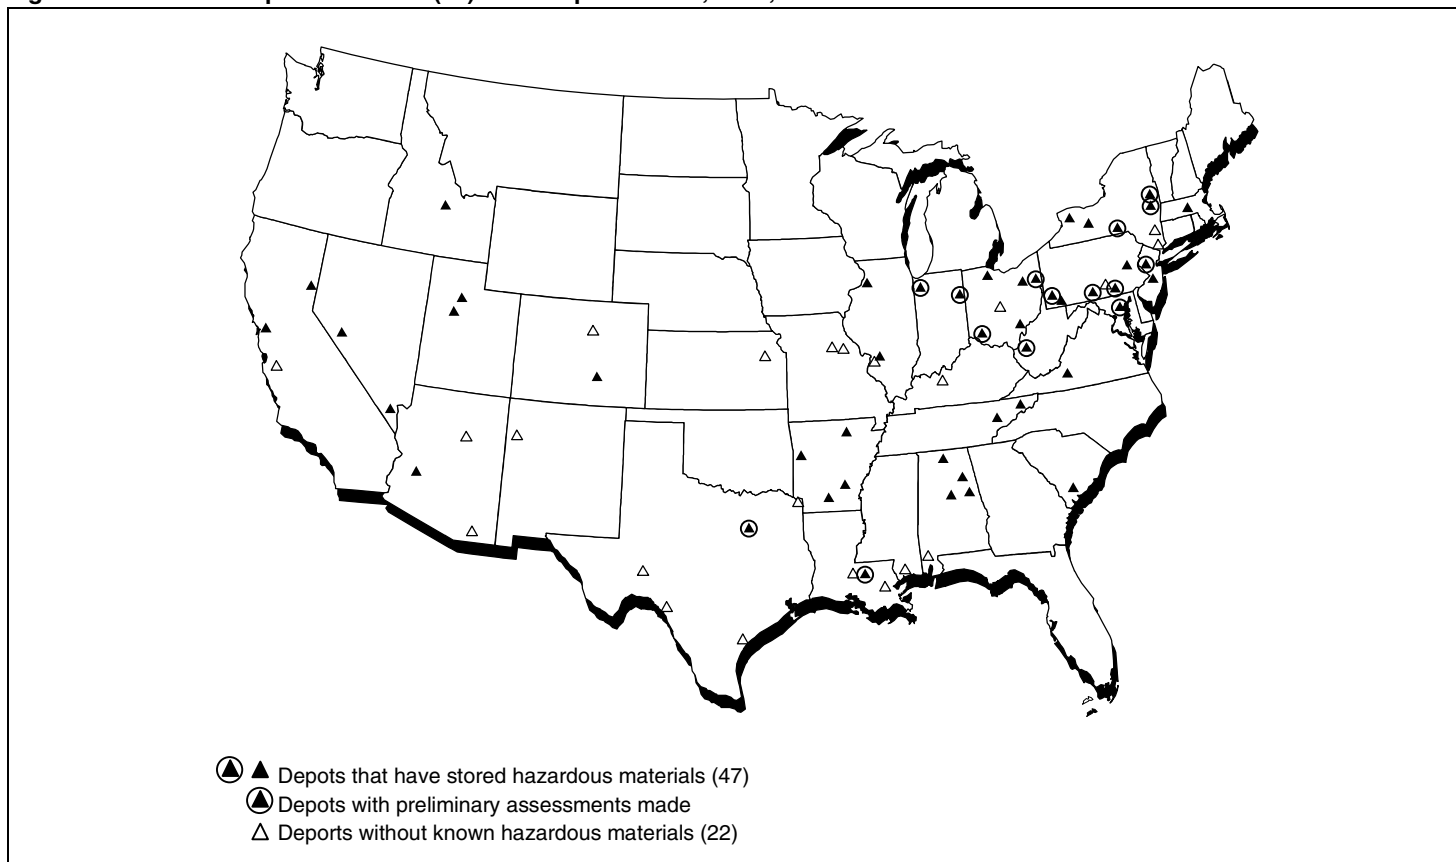 Depots that have stored hazardous materials (47)
Depots with preliminary assessments made
Deports without known hazardous materials (22)